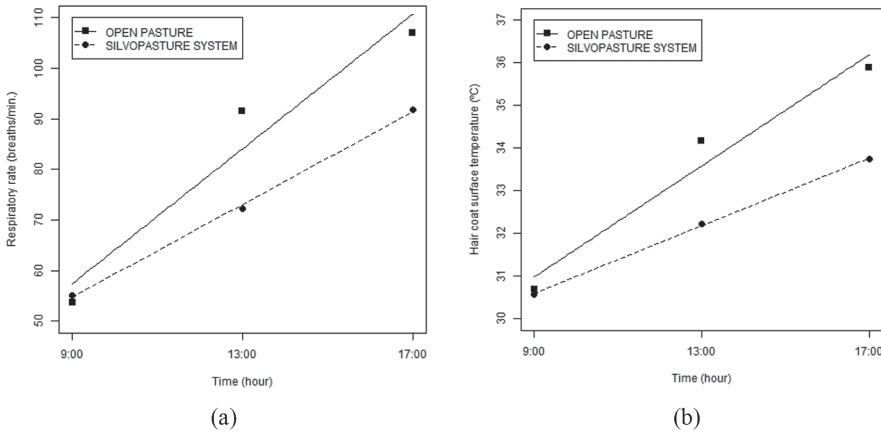 OPEN PASTURE
SILVOPASTURE SYSTEM
Respiratory rate (breaths/min.)
110
100
90
80
70
60
50
9:00
13:00
17:00
Time (hour)
(a)
OPEN PASTURE
SILVOPASTURE SYSTEM
Hair coat surface temperature (ºC)
37
36
35
34
33
32
31
30
9:00
13:00
17:00
Time (hour)
(b)